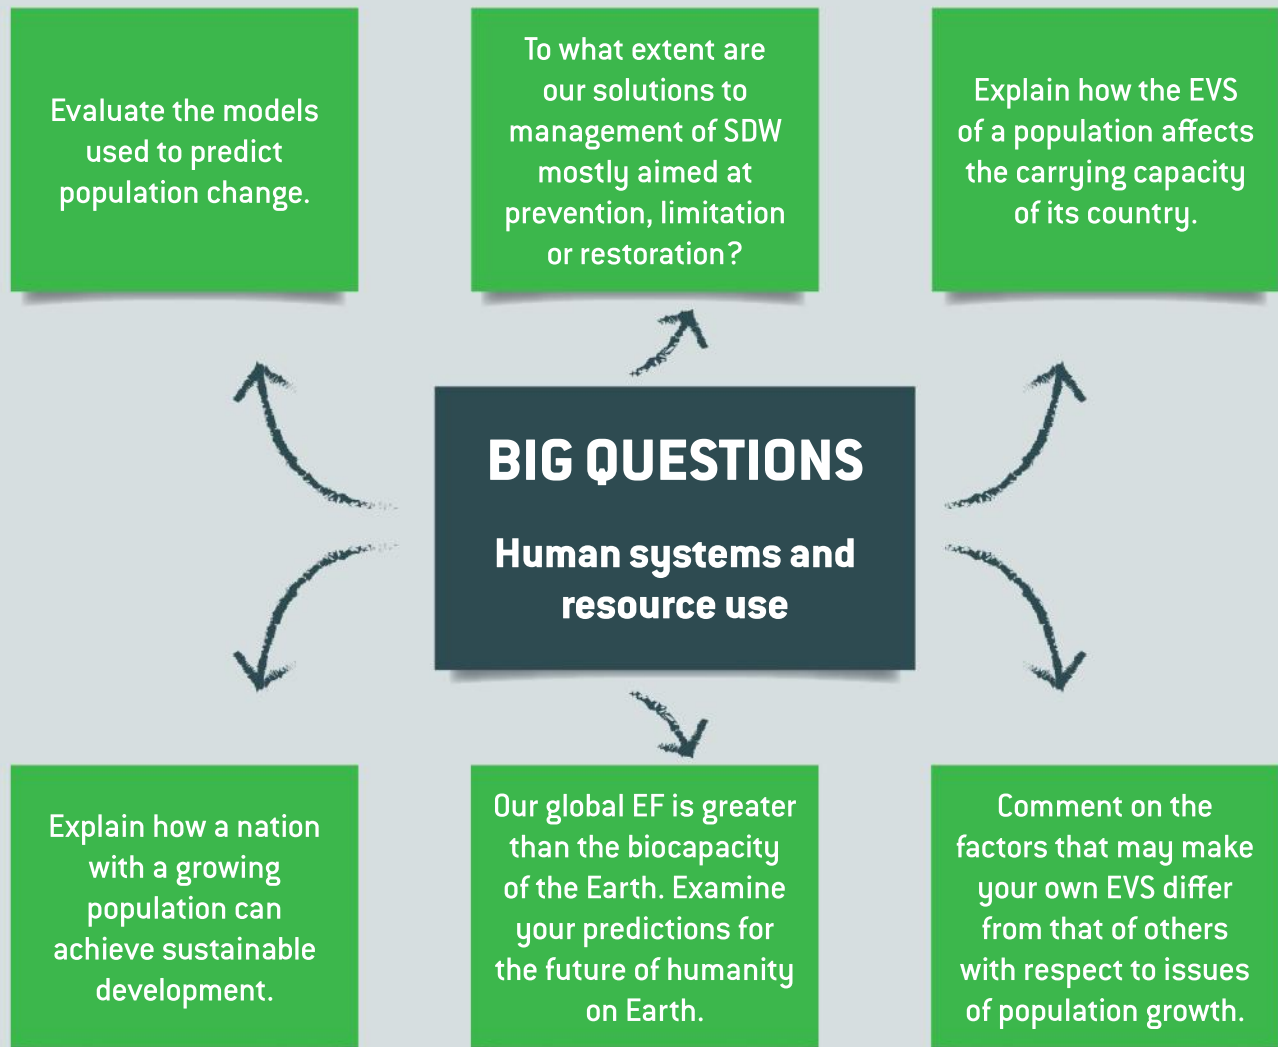 Evaluate the models
used to predict
population change.
To what extent are
our solutions to
management of SDW
mostly aimed at
prevention, limitation
or restoration?
Explain how the EVS
of a population affects
the carrying capacity
of its country.
BIG QUESTIONS
Human systems and
resource use
Explain how a nation
with a growing
population can
achieve sustainable
development.
Our global EF is greater
than the biocapacity
of the Earth. Examine
your predictions for
the future of humanity
on Earth.
Comment on the
factors that may make
your own EVS differ
from that of others
with respect to issues
of population growth.